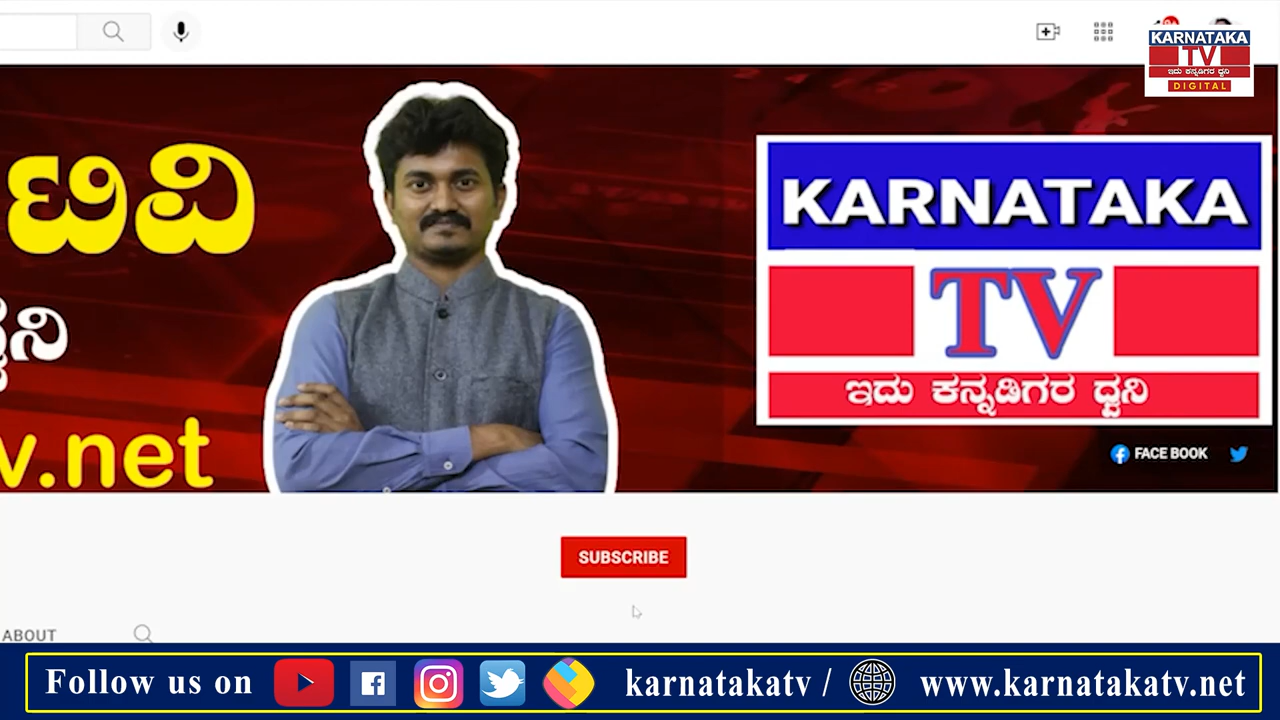 KARNATAKA
TV
ಇದು ಕನ್ನಡಿಗರ ಧ್ವನಿ
DIGITAL
ಟಿವಿ
KARNATAKA
TV
ಇದು ಕನ್ನಡಿಗರ ಧ್ವನಿ
v.net
FACE BOOK
SUBSCRIBE
ABOUT
Follow us on karnatakatv / www.karnatakatv.net